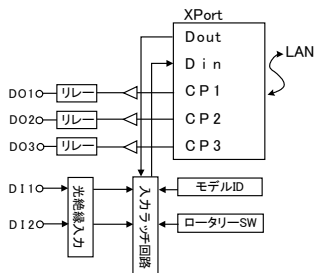 XPort
Dout
Din
CP1
CP2
CP3
LAN
DO1
リレー
DO2
リレー
DO3
リレー
DI1
DI2
光絶縁入力
入力ラッチ回路
モデルID
ロータリーSW